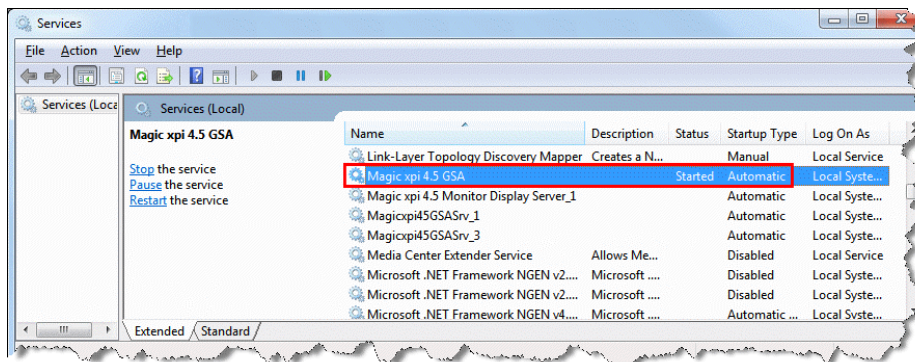 Services
File Action View Help
Services (Loca
Services (Local)
Magic xpi 4.5 GSA
Stop the service
Pause the service
Restart the service
Name Description Status Startup Type Log On As
Link-Layer Topology Discovery Mapper Creates a N... Manual Local Service
Magic xpi 4.5 GSA Started Automatic Local Syste...
Magic xpi 4.5 Monitor Display Server_1 Automatic Local Syste...
Magicxpi45GSASrv_1 Automatic Local Syste...
Magicxpi45GSASrv_3 Automatic Local Syste...
Media Center Extender Service Allows Me... Disabled Local Service
Microsoft .NET Framework NGEN v2.... Microsoft .... Disabled Local Syste...
Microsoft .NET Framework NGEN v2.... Microsoft .... Disabled Local Syste...
Microsoft .NET Framework NGEN v4.... Microsoft .... Automatic ... Local Syste...
Extended Standard